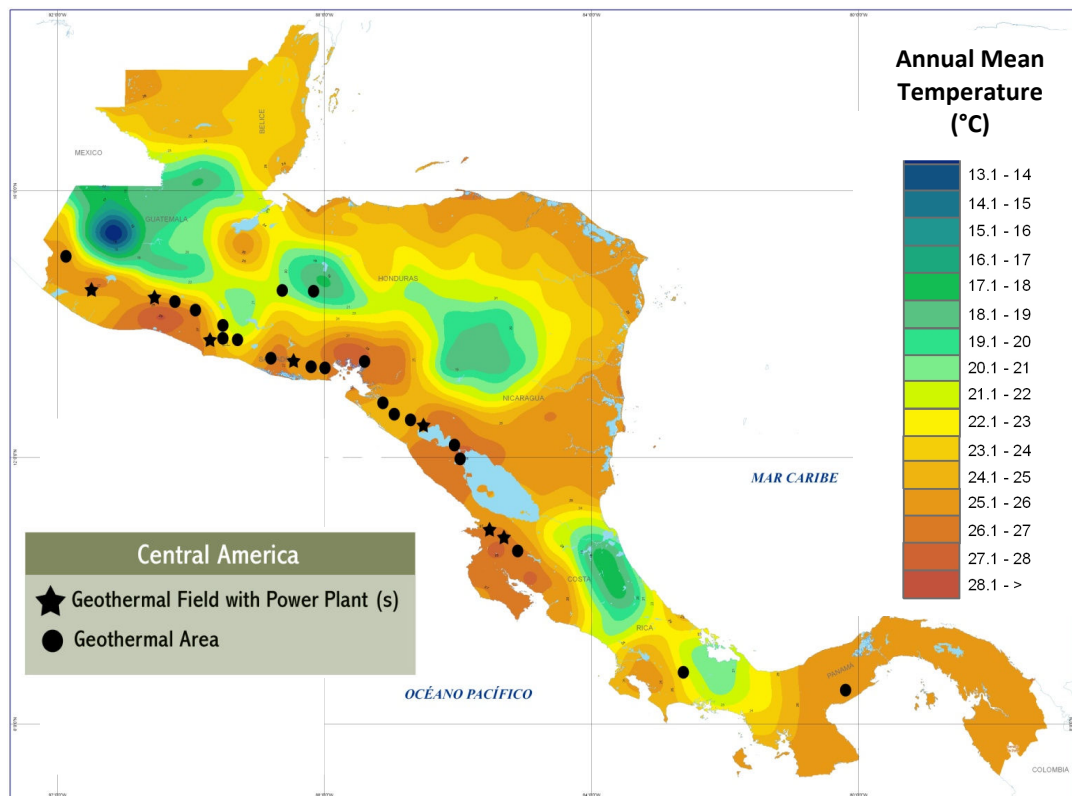 Annual Mean
Temperature
(°C)
13.1 - 14
14.1 - 15
15.1 - 16
16.1 - 17
17.1 - 18
18.1 - 19
19.1 - 20
20.1 - 21
21.1 - 22
22.1 - 23
23.1 - 24
24.1 - 25
25.1 - 26
26.1 - 27
27.1 - 28
28.1 - >
MEXICO
BELICE
GUATEMALA
HONDURAS
NICARAGUA
MAR CARIBE
COSTA
RICA
PANAMA
COLOMBIA
OCÉANO PACÍFICO
Central America
Geothermal Field with Power Plant (s)
Geothermal Area